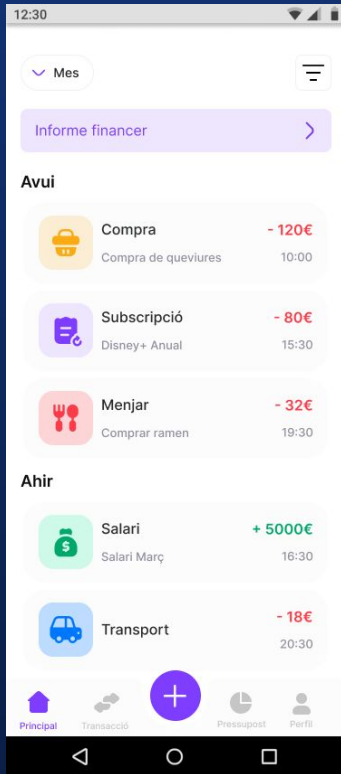 12:30
Mes
Informe financer
Avui
Compra - 120€
Compra de queviures 10:00
Subscripció - 80€
Disney+ Anual 15:30
Menjar - 32€
Comprar ramen 19:30
Ahir
Salari + 5000€
Salari Març 16:30
Transport - 18€
20:30
Principal Transacció Pressupost Perfil